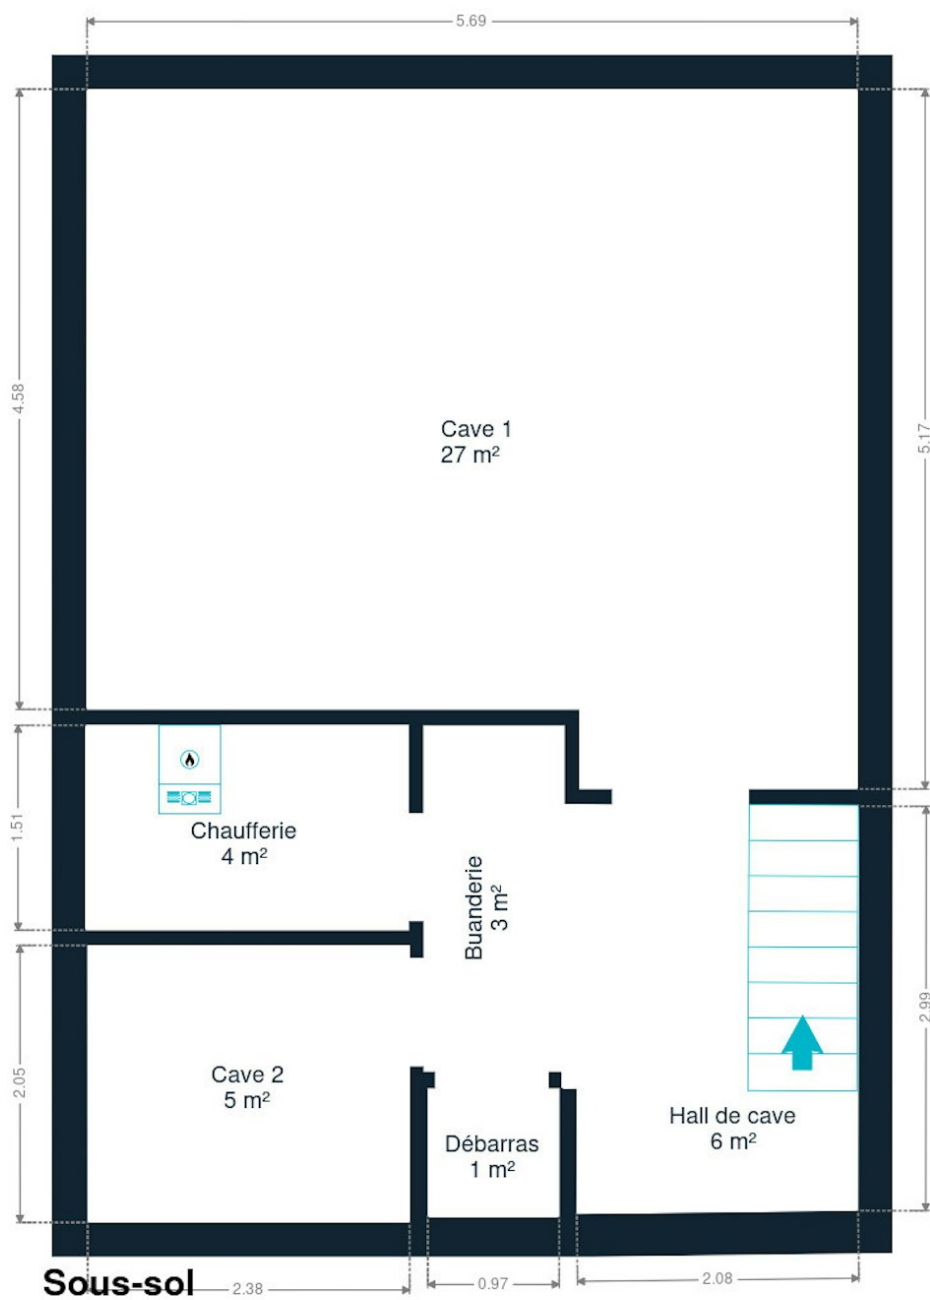 5.69
4.58
5.17
Cave 1
27 m²
1.51
Chaufferie
4 m²
Buanderie
3 m²
2.99
2.05
Cave 2
5 m²
Débarras
1 m²
Hall de cave
6 m²
Sous-sol
2.38
0.97
2.08